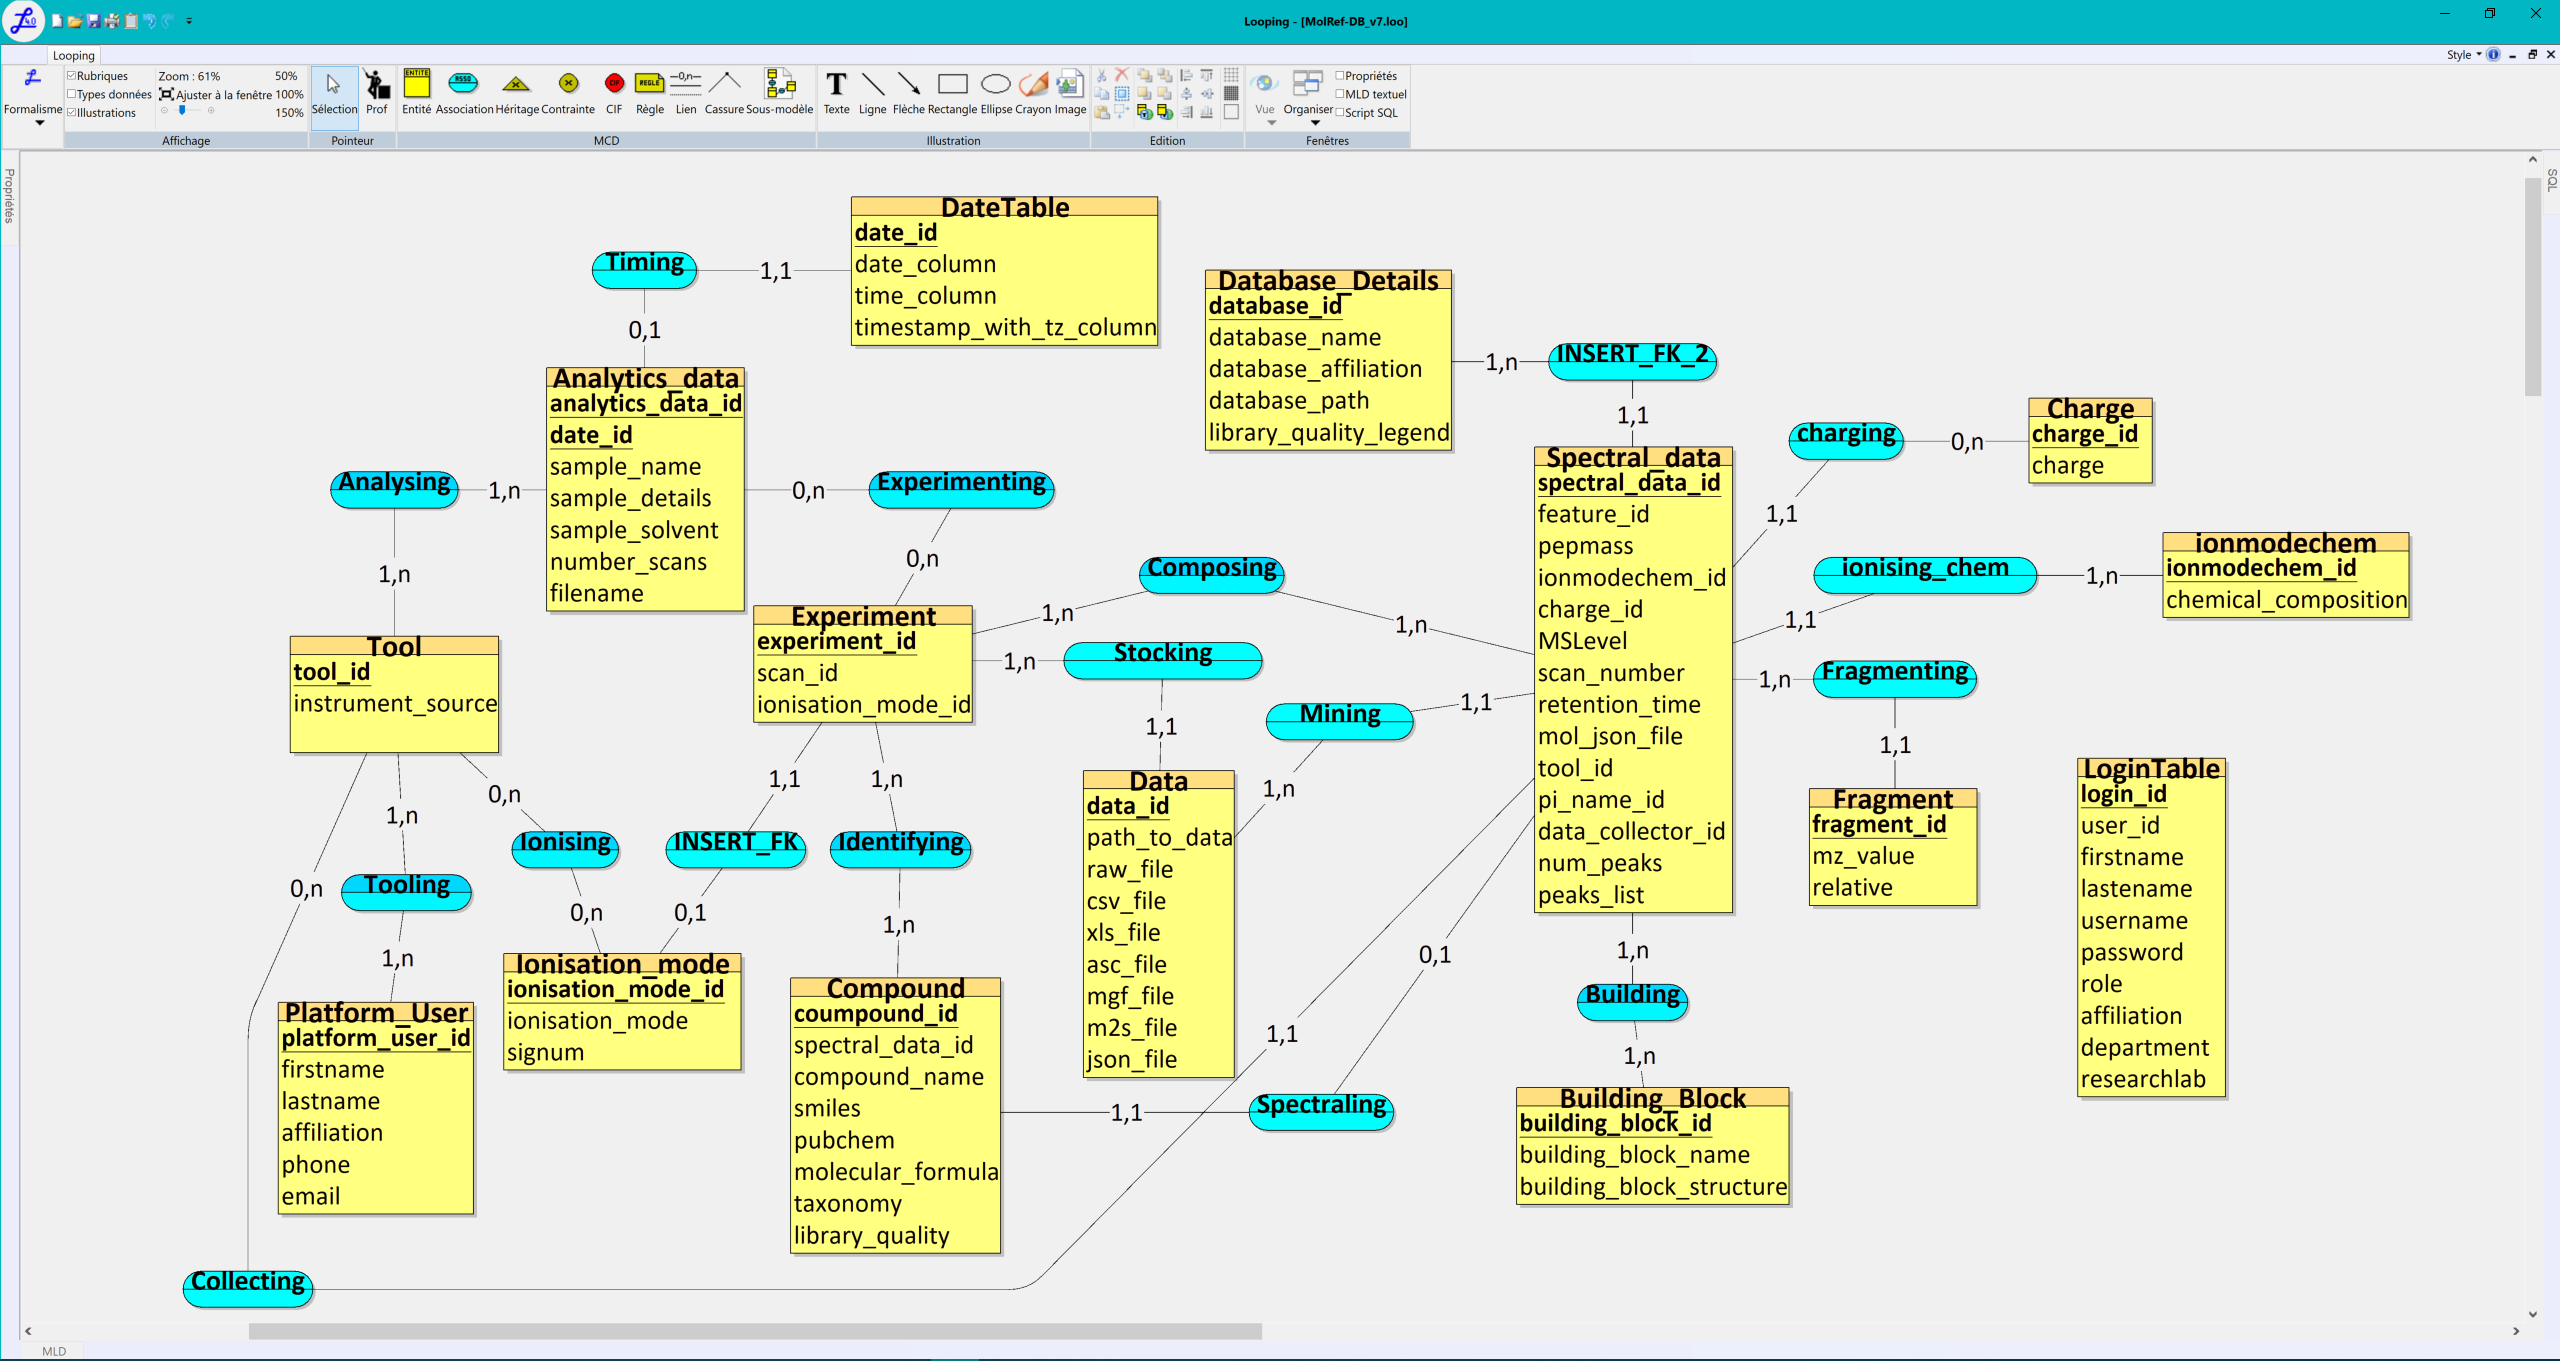 Looping - [MolRef-DB_v7.loo]
Looping
Style
Formalisme
Rubriques
Types données
Illustrations
Zoom : 61%
50%
Ajuster à la fenêtre
100%
150%
Affichage
Sélection
Prof
Pointeur
ENTITÉ
Entité
ASSO
Association
Héritage
Contrainte
CIF
CIF
REGLE
Règle
—0,n—
Lien
Cassure
Sous-modèle
MCD
T
Texte
Ligne
Flèche
Rectangle
Ellipse
Crayon
Image
Illustration
Edition
Vue
Organiser
Propriétés
MLD textuel
Script SQL
Fenêtres
Propriétés
SQL
DateTable
date_id
date_column
time_column
timestamp_with_tz_column
Timing
1,1
0,1
Database_Details
database_id
database_name
database_affiliation
database_path
library_quality_legend
1,n
INSERT_FK_2
1,1
Analytics_data
analytics_data_id
date_id
sample_name
sample_details
sample_solvent
number_scans
filename
Analysing
1,n
1,n
0,n
Experimenting
0,n
Charge
charge_id
charge
charging
0,n
1,1
Spectral_data
spectral_data_id
feature_id
pepmass
ionmodechem_id
charge_id
MSLevel
scan_number
retention_time
mol_json_file
tool_id
pi_name_id
data_collector_id
num_peaks
peaks_list
ionmodechem
ionmodechem_id
chemical_composition
ionising_chem
1,n
1,1
Composing
1,n
1,n
Experiment
experiment_id
scan_id
ionisation_mode_id
1,n
Stocking
1,1
Tool
tool_id
instrument_source
1,n
Fragmenting
1,1
Mining
1,1
1,n
Fragment
fragment_id
mz_value
relative
LoginTable
login_id
user_id
firstname
lastename
username
password
role
affiliation
department
researchlab
Data
data_id
path_to_data
raw_file
csv_file
xls_file
asc_file
mgf_file
m2s_file
json_file
0,n
1,n
0,n
1,1
1,n
Ionising
INSERT_FK
Identifying
Tooling
0,n
0,1
1,n
1,n
Ionisation_mode
ionisation_mode_id
ionisation_mode
signum
Platform_User
platform_user_id
firstname
lastname
affiliation
phone
email
Compound
coumpound_id
spectral_data_id
compound_name
smiles
pubchem
molecular_formula
taxonomy
library_quality
0,1
1,1
1,1
Spectraling
1,n
Building
1,n
Building_Block
building_block_id
building_block_name
building_block_structure
Collecting
MLD